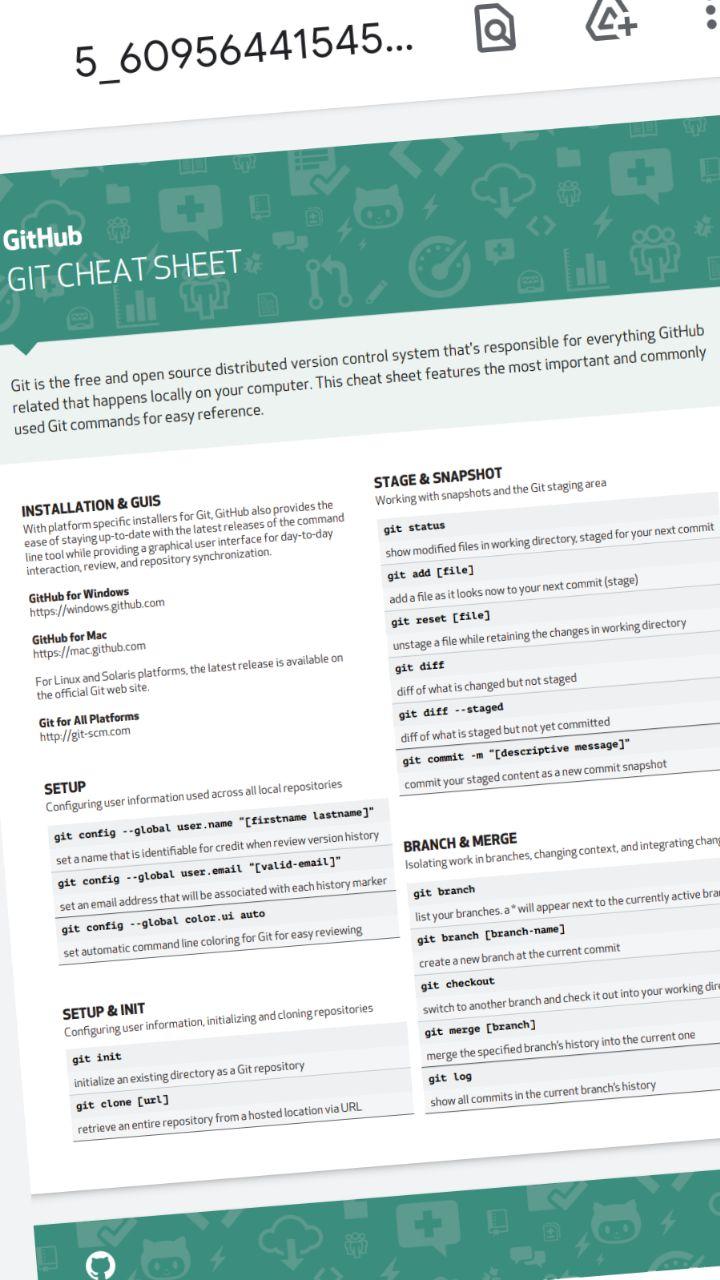 5_60956441545...
GitHub
GIT CHEAT SHEET
Git is the free and open source distributed version control system that's responsible for everything GitHub
related that happens locally on your computer. This cheat sheet features the most important and commonly
used Git commands for easy reference.
INSTALLATION & GUIS
With platform specific installers for Git, GitHub also provides the
ease of staying up-to-date with the latest releases of the command
line tool while providing a graphical user interface for day-to-day
interaction, review, and repository synchronization.
GitHub for Windows
https://windows.github.com
GitHub for Mac
https://mac.github.com
For Linux and Solaris platforms, the latest release is available on
the official Git web site.
Git for All Platforms
http://git-scm.com
SETUP
Configuring user information used across all local repositories
git config --global user.name "[firstname lastname]"
set a name that is identifiable for credit when review version history
git config --global user.email "[valid-email]"
set an email address that will be associated with each history marker
git config --global color.ui auto
set automatic command line coloring for Git for easy reviewing
SETUP & INIT
Configuring user information, initializing and cloning repositories
git init
initialize an existing directory as a Git repository
git clone [url]
retrieve an entire repository from a hosted location via URL
STAGE & SNAPSHOT
Working with snapshots and the Git staging area
git status
show modified files in working directory, staged for your next commit
git add [file]
add a file as it looks now to your next commit (stage)
git reset [file]
unstage a file while retaining the changes in working directory
git diff
diff of what is changed but not staged
git diff --staged
diff of what is staged but not yet committed
git commit -m "[descriptive message]"
commit your staged content as a new commit snapshot
BRANCH & MERGE
Isolating work in branches, changing context, and integrating
git branch
list your branches. a * will appear next to the currently active
git branch [branch-name]
create a new branch at the current commit
git checkout
switch to another branch and check it out into your working
git merge [branch]
merge the specified branch's history into the current one
git log
show all commits in the current branch's history